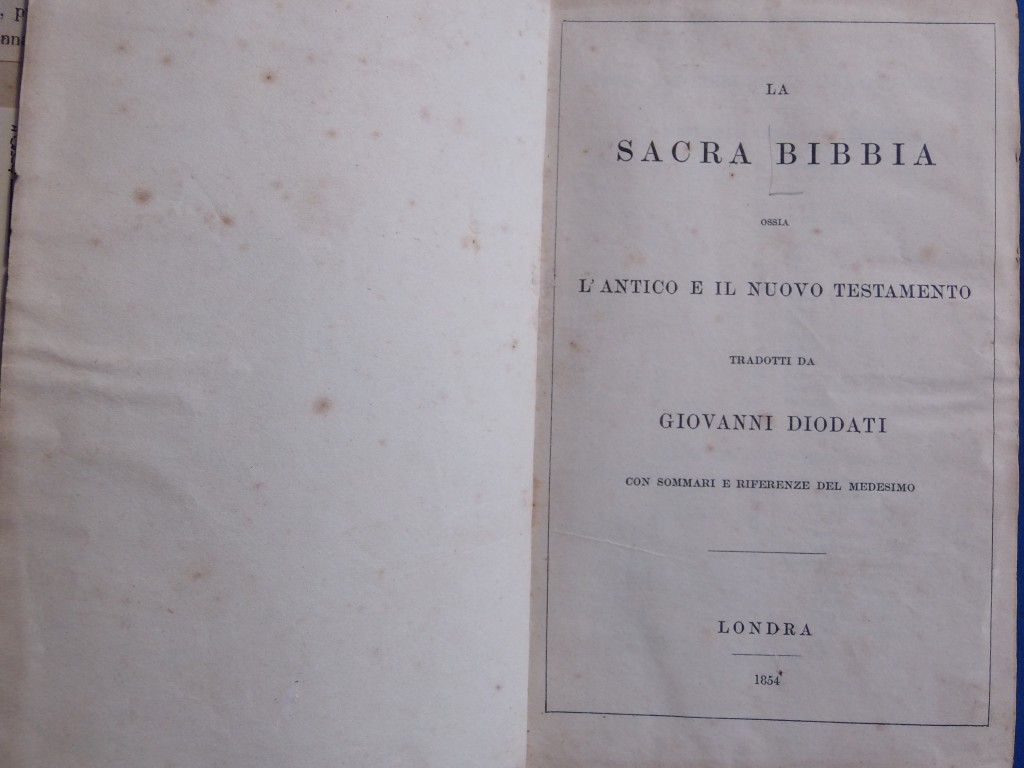 LA
SACRA BIBBIA
OSSIA
L'ANTICO E IL NUOVO TESTAMENTO
TRADOTTI DA
GIOVANNI DIODATI
CON SOMMARI E RIFERENZE DEL MEDESIMO
LONDRA
1854